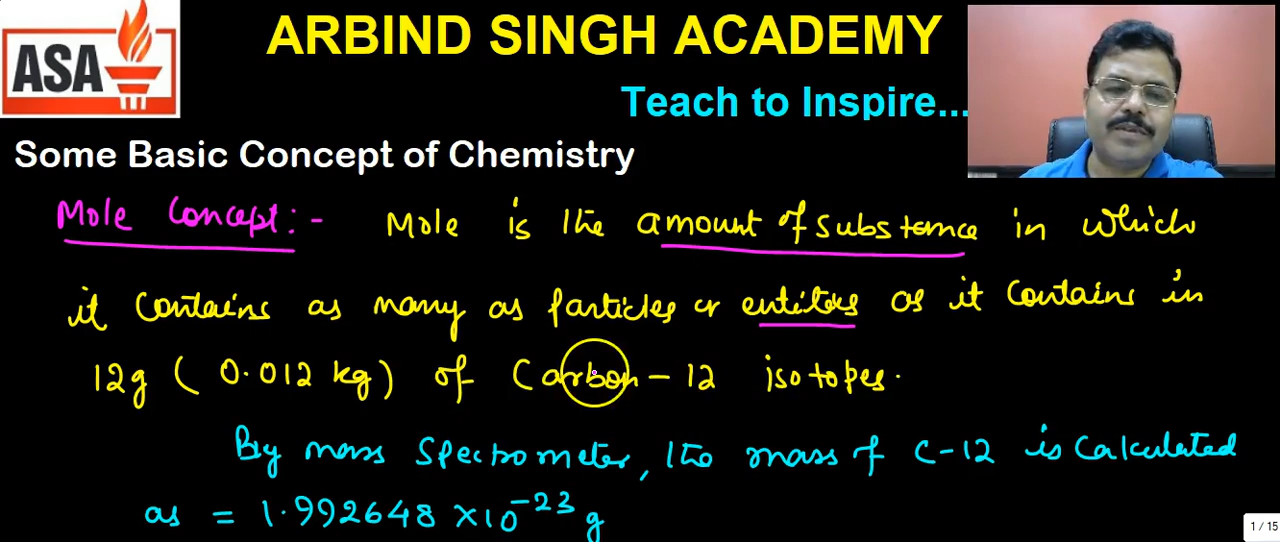 ASA
ARBIND SINGH ACADEMY
Teach to Inspire...
Some Basic Concept of Chemistry
Mole Concept:- Mole is the amount of substance in which
it contains as many as particles or entities as it contains in
12g ( 0.012 kg) of Carbon - 12 isotopes.
By mass Spectrometer, the mass of C-12 is calculated
as = 1.992648 × 10⁻²³ g
1 / 15